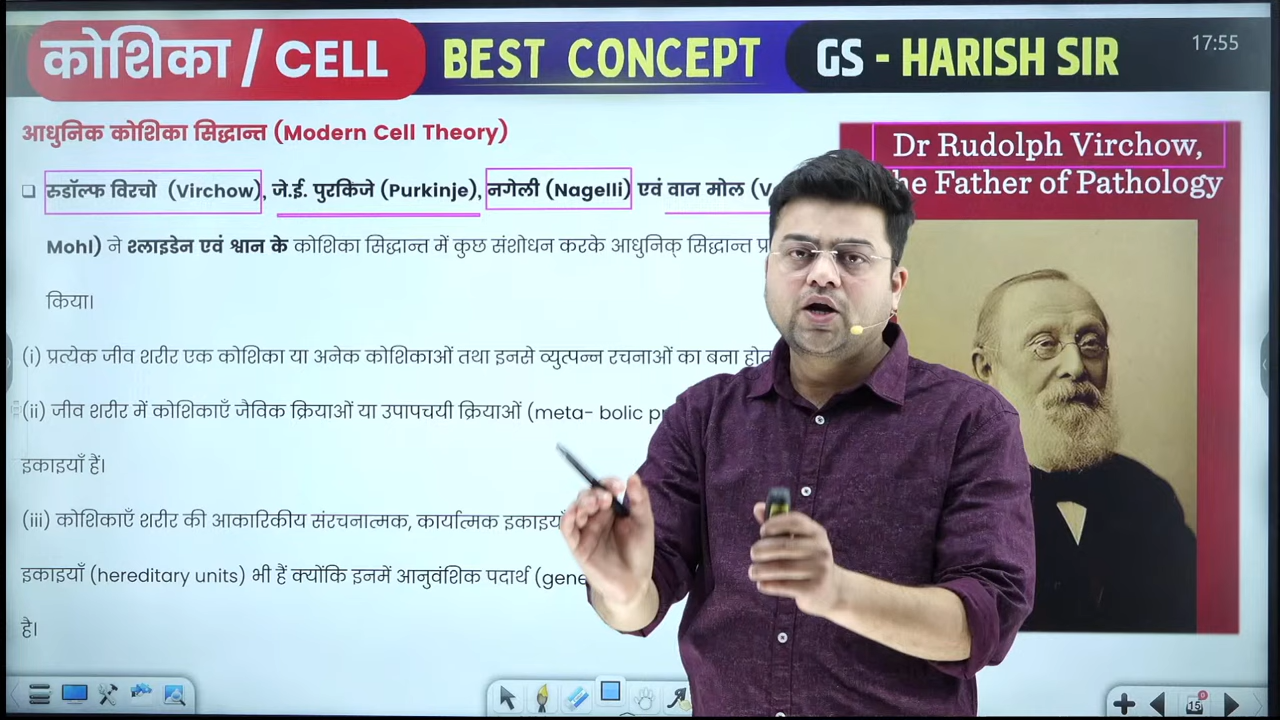 कोशिका / CELL BEST CONCEPT GS - HARISH SIR 17:55
आधुनिक कोशिका सिद्धान्त (Modern Cell Theory)
रुडॉल्फ विरचो (Virchow), जे.ई. पुरकिजे (Purkinje), नगेली (Nagelli) एवं वान मोल
Mohl) ने श्लाइडेन एवं श्वान के कोशिका सिद्धान्त में कुछ संशोधन करके आधुनिक् सिद्धान्त
किया।
(i) प्रत्येक जीव शरीर एक कोशिका या अनेक कोशिकाओं तथा इनसे व्युत्पन्न रचनाओं का बना
(ii) जीव शरीर में कोशिकाएँ जैविक क्रियाओं या उपापचयी क्रियाओं (meta- bolic
इकाइयाँ हैं।
(iii) कोशिकाएँ शरीर की आकारिकीय संरचनात्मक, कार्यात्मक
इकाइयाँ (hereditary units) भी हैं क्योंकि इनमें आनुवंशिक पदार्थ
है।
Dr Rudolph Virchow,
Father of Pathology
15